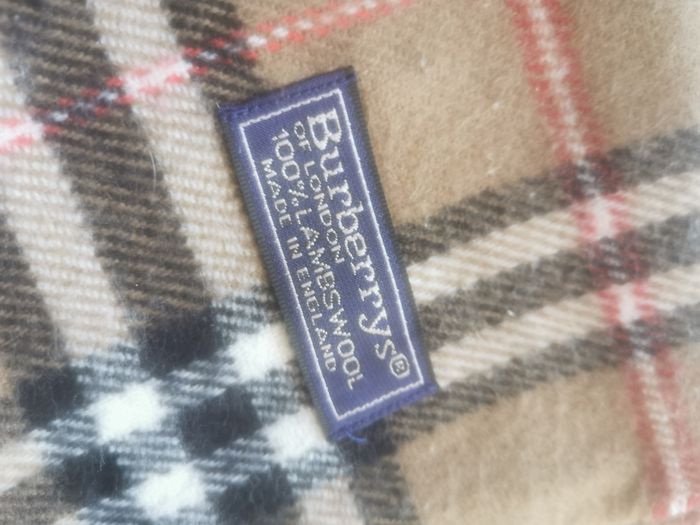 Burberrys®
OF LONDON
100% LAMBSWOOL
MADE IN ENGLAND